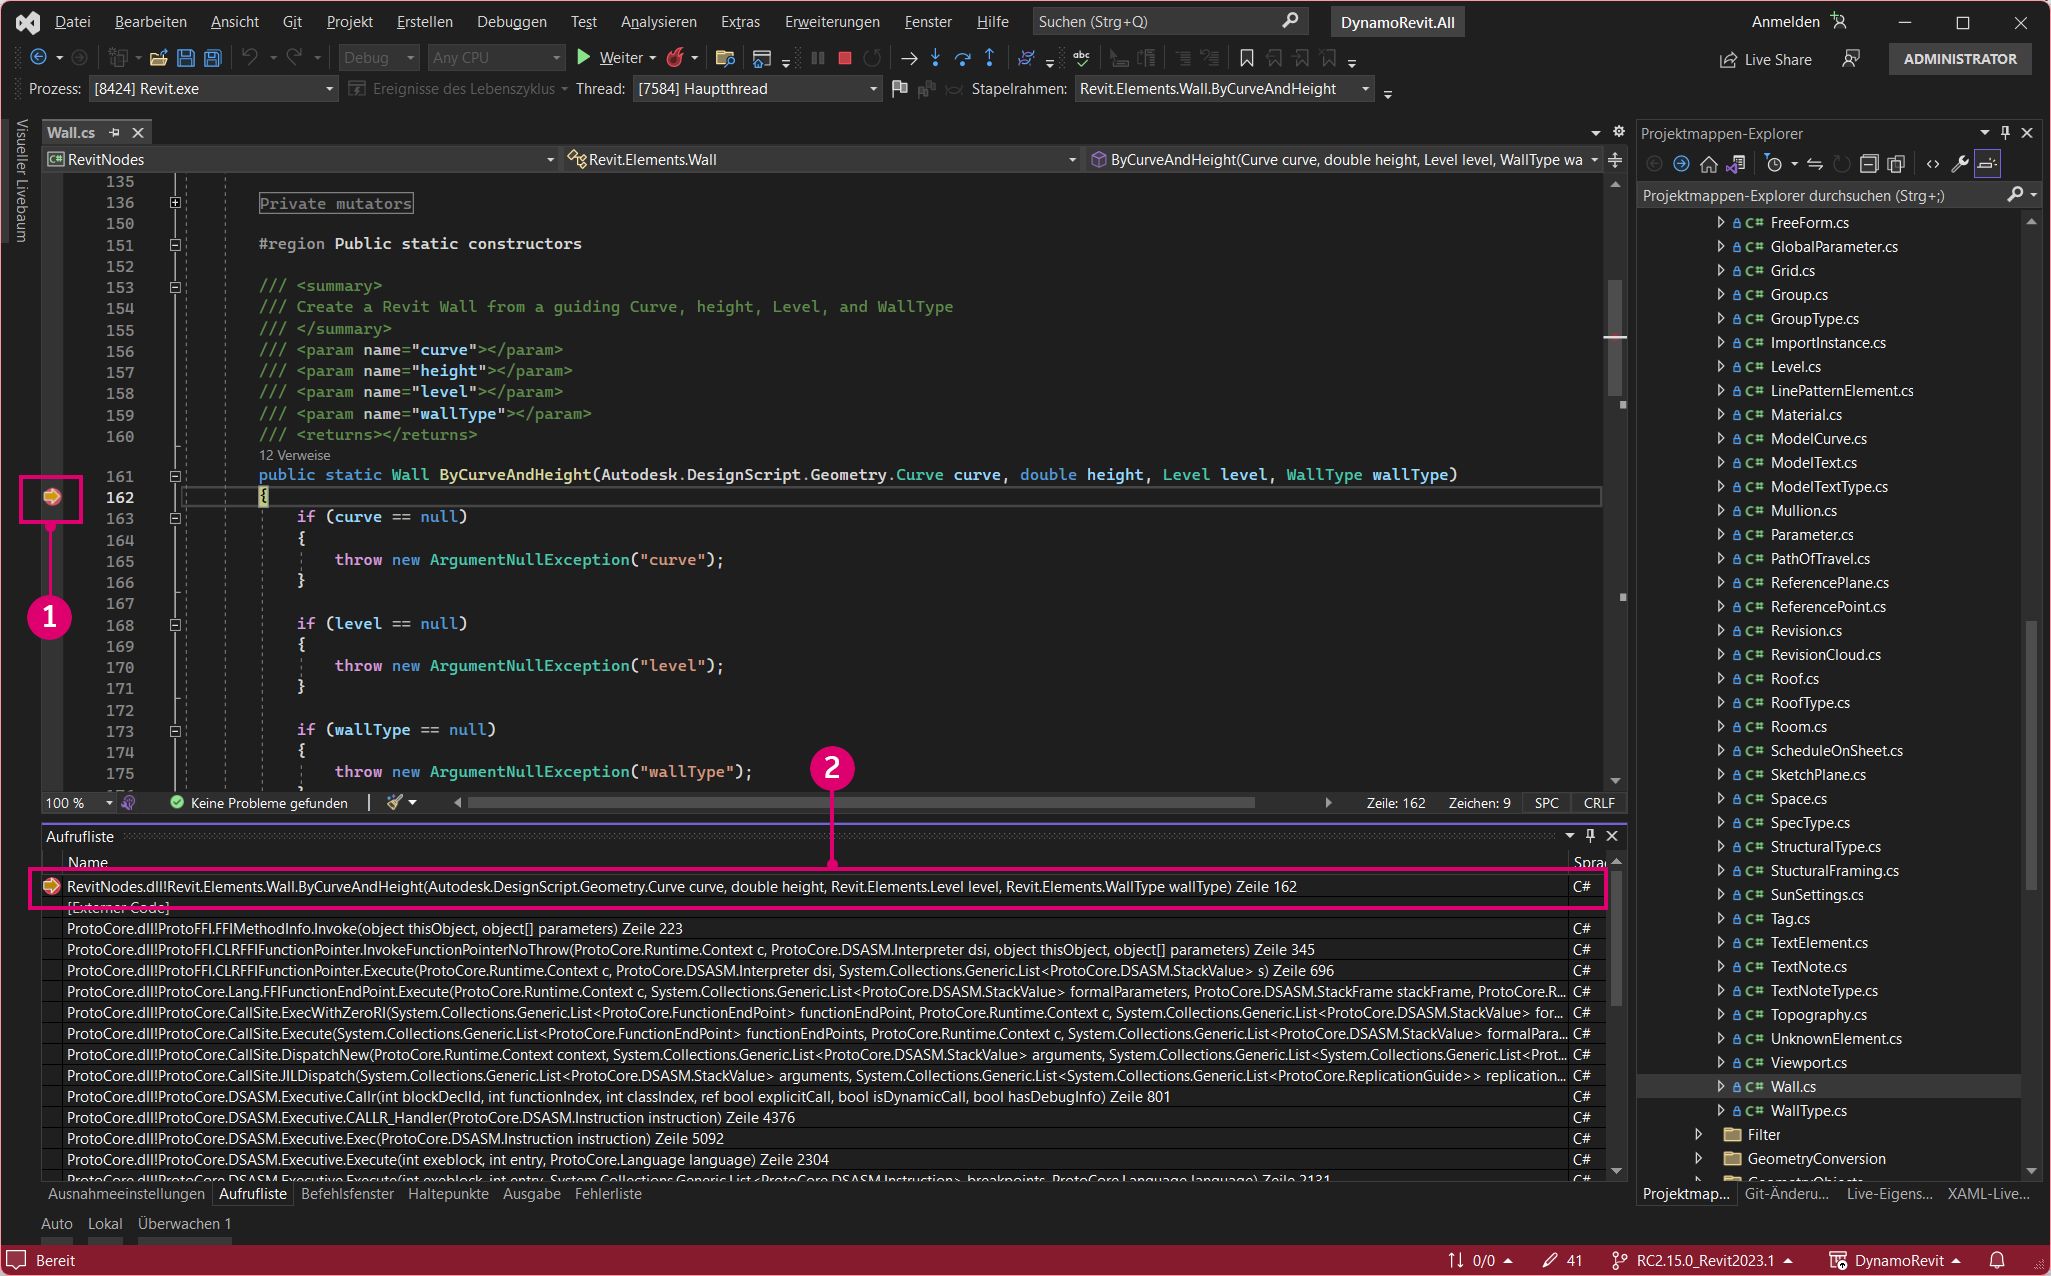 Datei Bearbeiten Ansicht Git Projekt Erstellen Debuggen Test Analysieren Extras Erweiterungen Fenster Hilfe Suchen (Strg+Q) DynamoRevit.All Anmelden
Debug Any CPU Weiter Live Share ADMINISTRATOR
Prozess: [8424] Revit.exe Ereignisse des Lebenszyklus Thread: [7584] Hauptthread Stapelrahmen: Revit.Elements.Wall.ByCurveAndHeight
Visueller Livebaum
Wall.cs
RevitNodes Revit.Elements.Wall ByCurveAndHeight(Curve curve, double height, Level level, WallType wa
135
136 Private mutators
150
151 #region Public static constructors
152
153 /// <summary>
154 /// Create a Revit Wall from a guiding Curve, height, Level, and WallType
155 /// </summary>
156 /// <param name="curve"></param>
157 /// <param name="height"></param>
158 /// <param name="level"></param>
159 /// <param name="wallType"></param>
160 /// <returns></returns>
12 Verweise
161 public static Wall ByCurveAndHeight(Autodesk.DesignScript.Geometry.Curve curve, double height, Level level, WallType wallType)
162 {
163 if (curve == null)
164 {
165 throw new ArgumentNullException("curve");
166 }
167
168 if (level == null)
169 {
170 throw new ArgumentNullException("level");
171 }
172
173 if (wallType == null)
174 {
175 throw new ArgumentNullException("wallType");
1
2
100 % Keine Probleme gefunden Zeile: 162 Zeichen: 9 SPC CRLF
Aufrufliste
Name Sprac
RevitNodes.dll!Revit.Elements.Wall.ByCurveAndHeight(Autodesk.DesignScript.Geometry.Curve curve, double height, Revit.Elements.Level level, Revit.Elements.WallType wallType) Zeile 162 C#
[Externer Code]
ProtoCore.dll!ProtoFFI.FFIMethodInfo.Invoke(object thisObject, object[] parameters) Zeile 223 C#
ProtoCore.dll!ProtoFFI.CLRFFIFunctionPointer.InvokeFunctionPointerNoThrow(ProtoCore.Runtime.Context c, ProtoCore.DSASM.Interpreter dsi, object thisObject, object[] parameters) Zeile 345 C#
ProtoCore.dll!ProtoFFI.CLRFFIFunctionPointer.Execute(ProtoCore.Runtime.Context c, ProtoCore.DSASM.Interpreter dsi, System.Collections.Generic.List<ProtoCore.DSASM.StackValue> s) Zeile 696 C#
ProtoCore.dll!ProtoCore.Lang.FFIFunctionEndPoint.Execute(ProtoCore.Runtime.Context c, System.Collections.Generic.List<ProtoCore.DSASM.StackValue> formalParameters, ProtoCore.DSASM.StackFrame stackFrame, ProtoCore.R... C#
ProtoCore.dll!ProtoCore.CallSite.ExecWithZeroRI(System.Collections.Generic.List<ProtoCore.FunctionEndPoint> functionEndPoint, ProtoCore.Runtime.Context c, System.Collections.Generic.List<ProtoCore.DSASM.StackValue> for... C#
ProtoCore.dll!ProtoCore.CallSite.Execute(System.Collections.Generic.List<ProtoCore.FunctionEndPoint> functionEndPoints, ProtoCore.Runtime.Context c, System.Collections.Generic.List<ProtoCore.DSASM.StackValue> formalPara... C#
ProtoCore.dll!ProtoCore.CallSite.DispatchNew(ProtoCore.Runtime.Context context, System.Collections.Generic.List<ProtoCore.DSASM.StackValue> arguments, System.Collections.Generic.List<System.Collections.Generic.List<Prot... C#
ProtoCore.dll!ProtoCore.CallSite.JILDispatch(System.Collections.Generic.List<ProtoCore.DSASM.StackValue> arguments, System.Collections.Generic.List<System.Collections.Generic.List<ProtoCore.ReplicationGuide>> replication... C#
ProtoCore.dll!ProtoCore.DSASM.Executive.Callr(int blockDeclId, int functionIndex, int classIndex, ref bool explicitCall, bool isDynamicCall, bool hasDebugInfo) Zeile 801 C#
ProtoCore.dll!ProtoCore.DSASM.Executive.CALLR_Handler(ProtoCore.DSASM.Instruction instruction) Zeile 4376 C#
ProtoCore.dll!ProtoCore.DSASM.Executive.Exec(ProtoCore.DSASM.Instruction instruction) Zeile 5092 C#
ProtoCore.dll!ProtoCore.DSASM.Executive.Execute(int exeblock, int entry, ProtoCore.Language language) Zeile 2304 C#
ProtoCore.dll!ProtoCore.DSASM.Executive.Execute(int exeblock, int entry, System.Collections.Generic.List<ProtoCore.DSASM.Instruction> breakpoints, ProtoCore.Language language) Zeile 2131 C#
Ausnahmeeinstellungen Aufrufliste Befehlsfenster Haltepunkte Ausgabe Fehlerliste
Auto Lokal Überwachen 1
Projektmappen-Explorer
Projektmappen-Explorer durchsuchen (Strg+;)
C# FreeForm.cs
C# GlobalParameter.cs
C# Grid.cs
C# Group.cs
C# GroupType.cs
C# ImportInstance.cs
C# Level.cs
C# LinePatternElement.cs
C# Material.cs
C# ModelCurve.cs
C# ModelText.cs
C# ModelTextType.cs
C# Mullion.cs
C# Parameter.cs
C# PathOfTravel.cs
C# ReferencePlane.cs
C# ReferencePoint.cs
C# Revision.cs
C# RevisionCloud.cs
C# Roof.cs
C# RoofType.cs
C# Room.cs
C# ScheduleOnSheet.cs
C# SketchPlane.cs
C# Space.cs
C# SpecType.cs
C# StructuralType.cs
C# StucturalFraming.cs
C# SunSettings.cs
C# Tag.cs
C# TextElement.cs
C# TextNote.cs
C# TextNoteType.cs
C# Topography.cs
C# UnknownElement.cs
C# Viewport.cs
C# Wall.cs
C# WallType.cs
Filter
GeometryConversion
GeometryObjects
Projektmap... Git-Änderu... Live-Eigens... XAML-Live...
Bereit 0/0 41 RC2.15.0_Revit2023.1 DynamoRevit